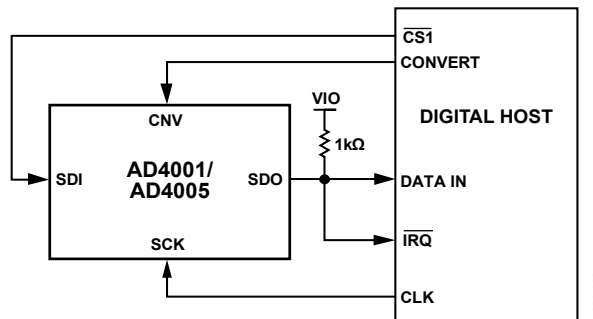 CS1
CONVERT
VIO
CNV
DIGITAL HOST
1kΩ
AD4001/
AD4005
SDI
SDO
DATA IN
SCK
IRQ
CLK